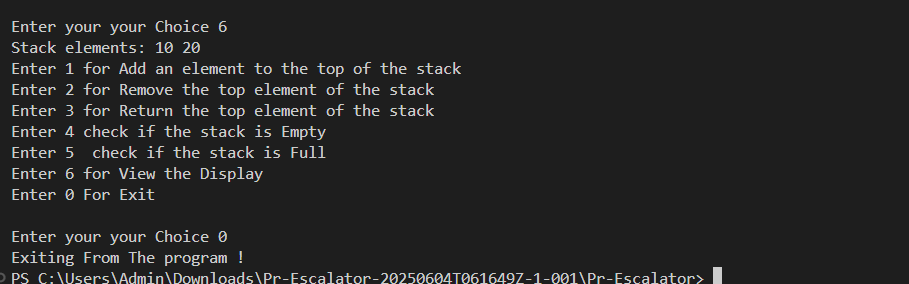 Enter your your Choice 6
Stack elements: 10 20
Enter 1 for Add an element to the top of the stack
Enter 2 for Remove the top element of the stack
Enter 3 for Return the top element of the stack
Enter 4 check if the stack is Empty
Enter 5  check if the stack is Full
Enter 6 for View the Display
Enter 0 For Exit
Enter your your Choice 0
Exiting From The program !
PS C:\Users\Admin\Downloads\Pr-Escalator-20250604T061649Z-1-001\Pr-Escalator>